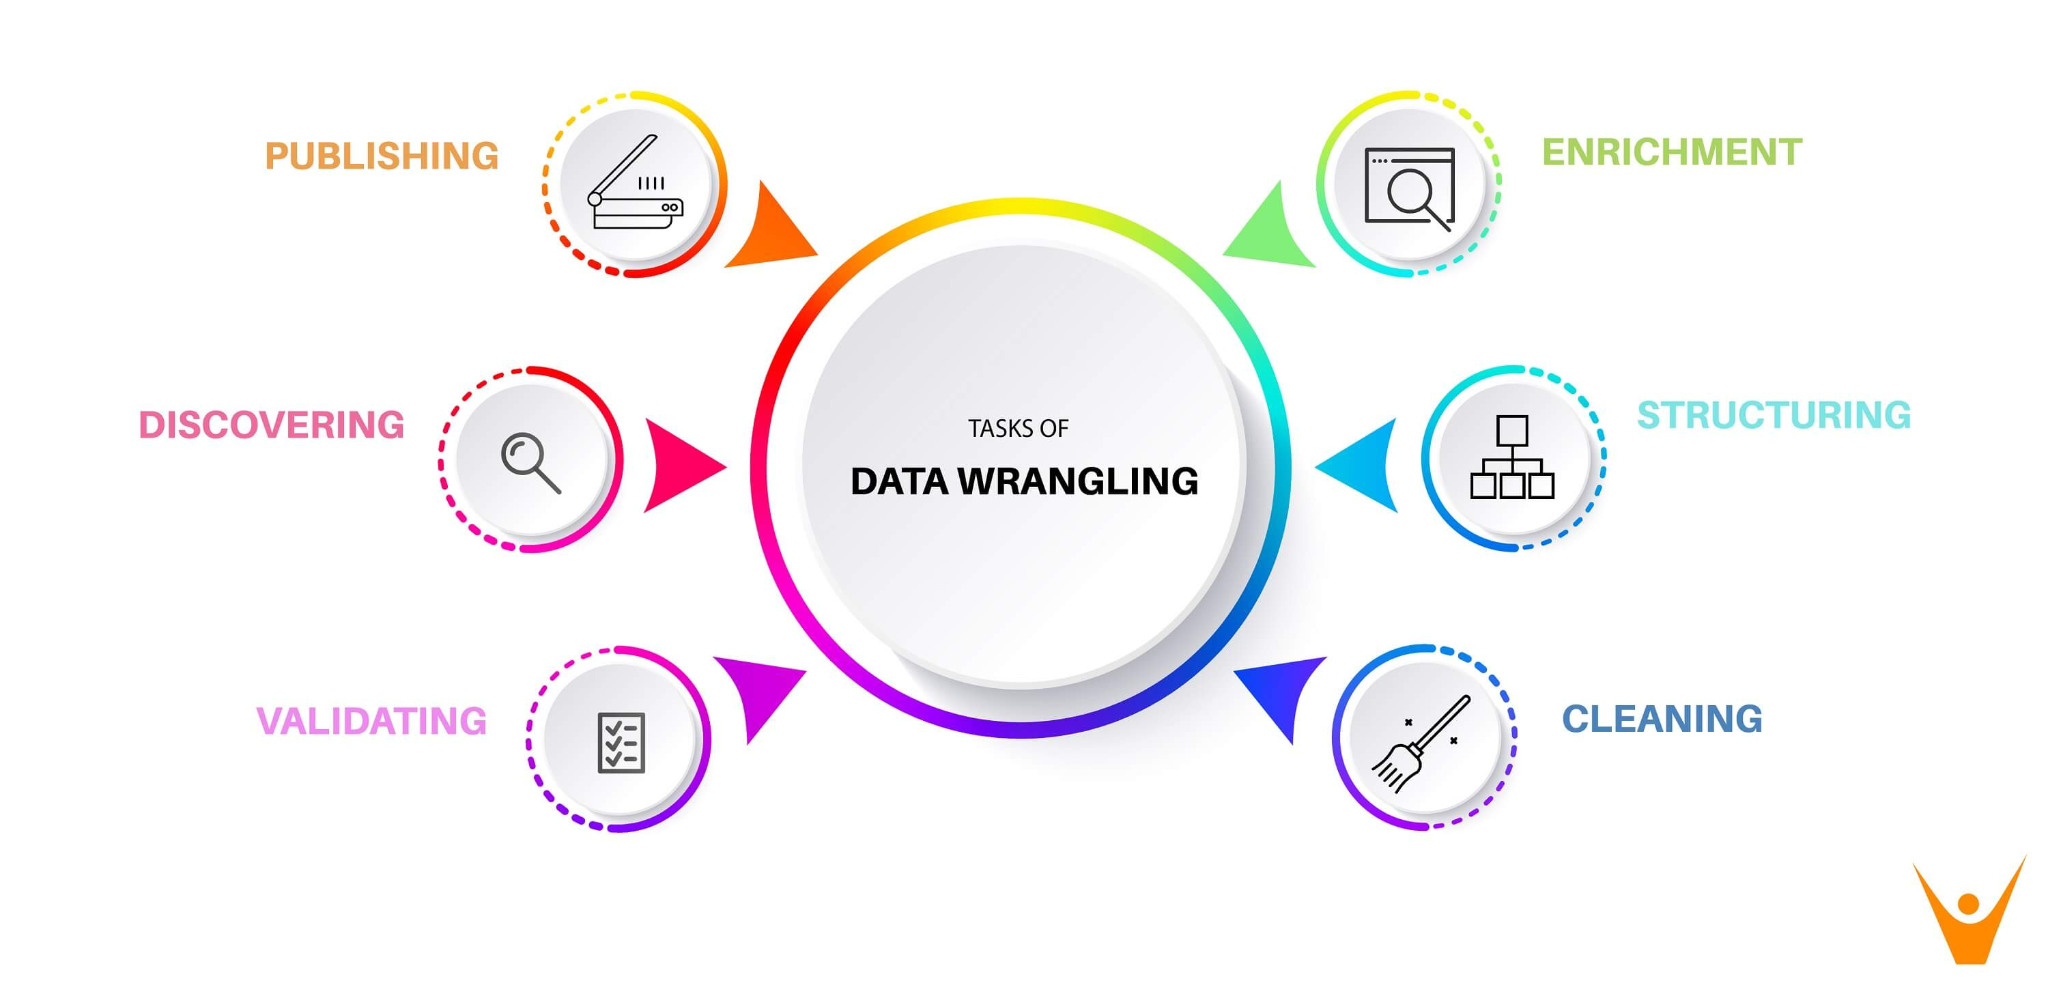 PUBLISHING
ENRICHMENT
DISCOVERING
TASKS OF
DATA WRANGLING
STRUCTURING
VALIDATING
CLEANING